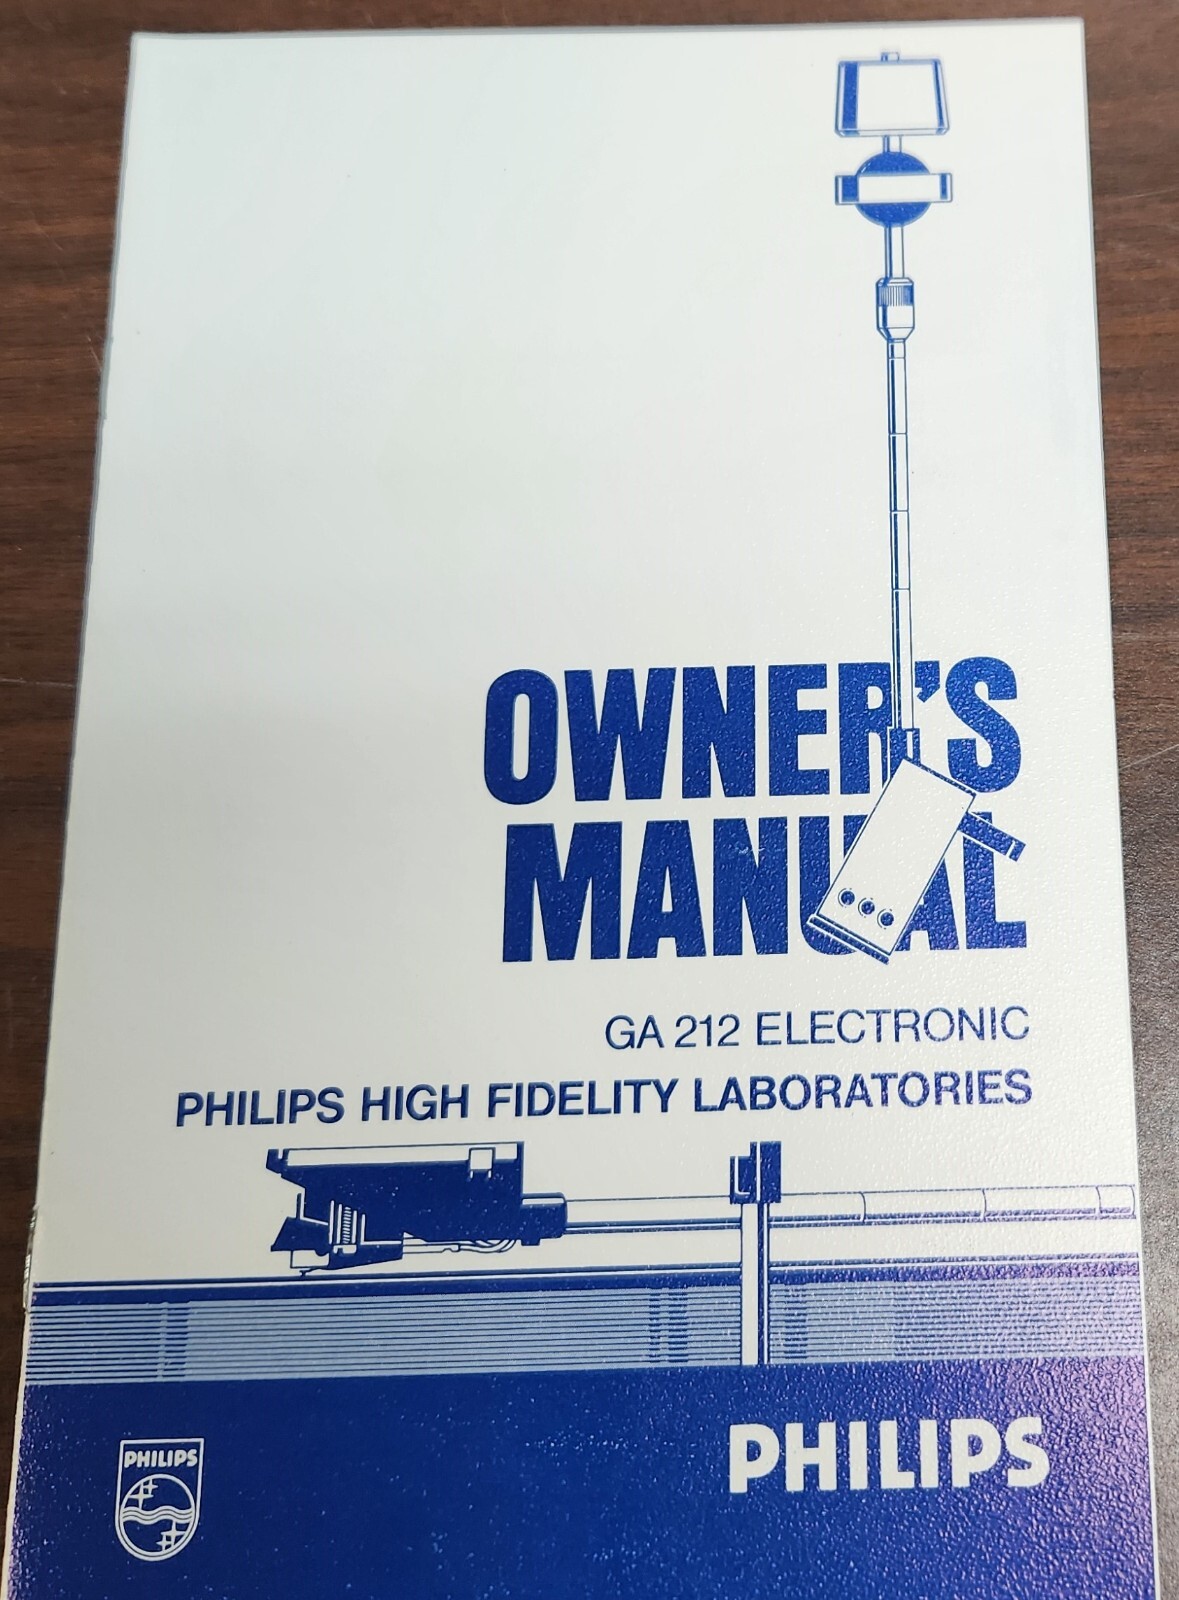 OWNER'S
MANUAL
GA 212 ELECTRONIC
PHILIPS HIGH FIDELITY LABORATORIES
PHILIPS
PHILIPS